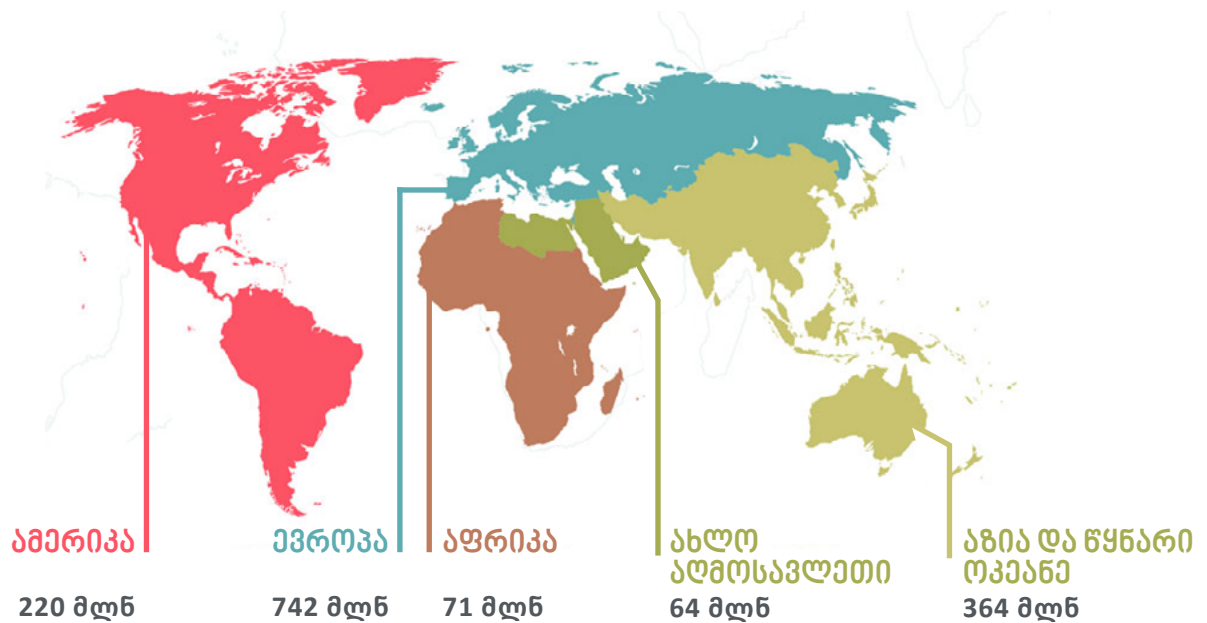 ამერიკა
220 მლნ
ევროპა
742 მლნ
აფრიკა
71 მლნ
ახლო
აღმოსავლეთი
64 მლნ
აზია და წყნარი
ოკეანე
364 მლნ